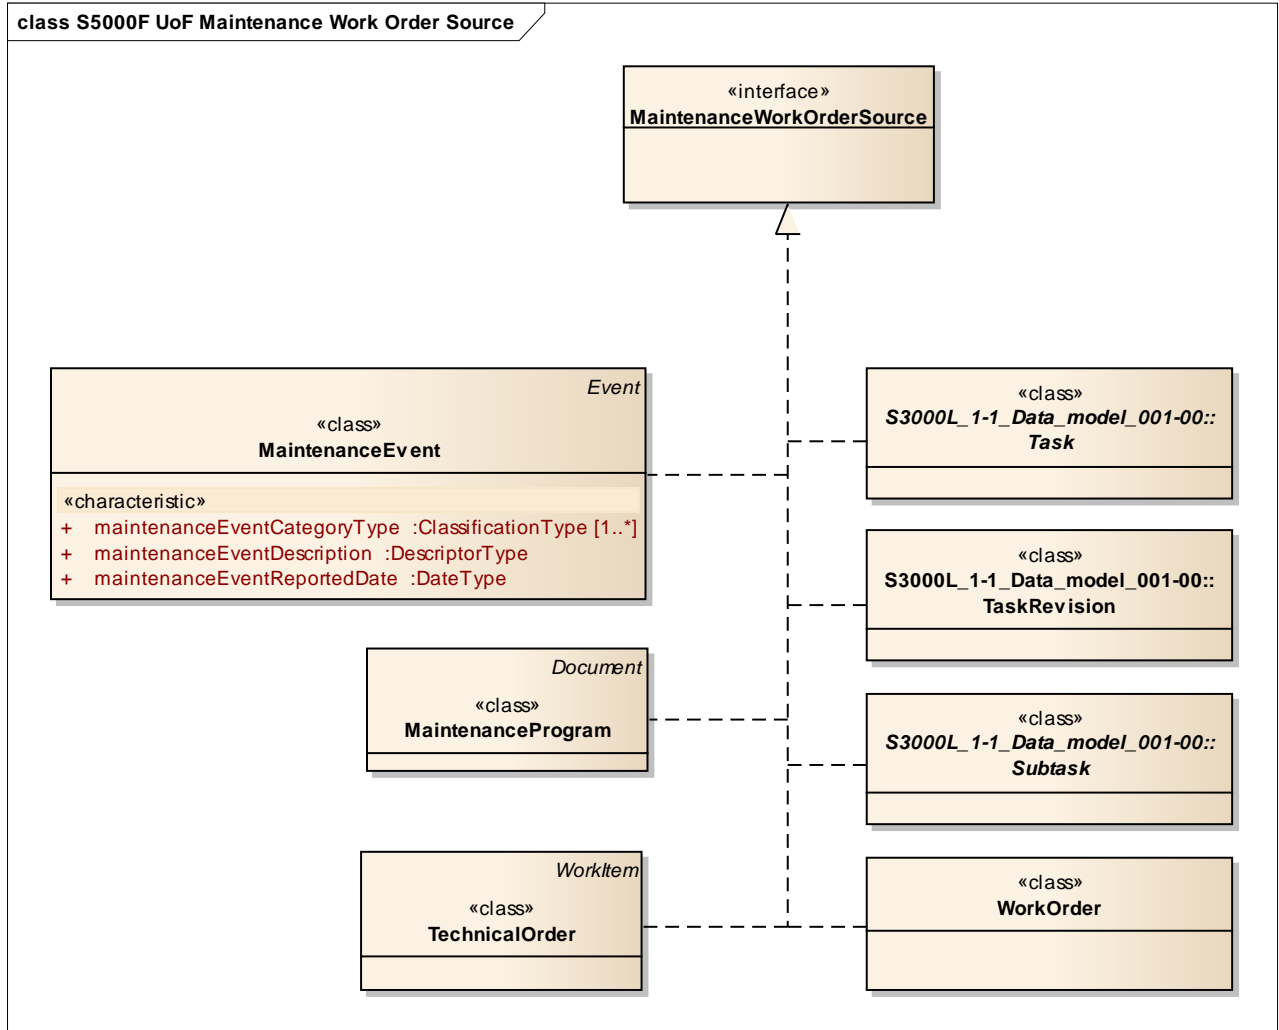 class S5000F UoF Maintenance Work Order Source
«interface»
MaintenanceWorkOrderSource
Event
«class»
MaintenanceEvent
«characteristic»
+ maintenanceEventCategoryType :ClassificationType [1..*]
+ maintenanceEventDescription :DescriptorType
+ maintenanceEventReportedDate :DateType
«class»
S3000L_1-1_Data_model_001-00::
Task
«class»
S3000L_1-1_Data_model_001-00::
TaskRevision
Document
«class»
MaintenanceProgram
«class»
S3000L_1-1_Data_model_001-00::
Subtask
WorkItem
«class»
TechnicalOrder
«class»
WorkOrder